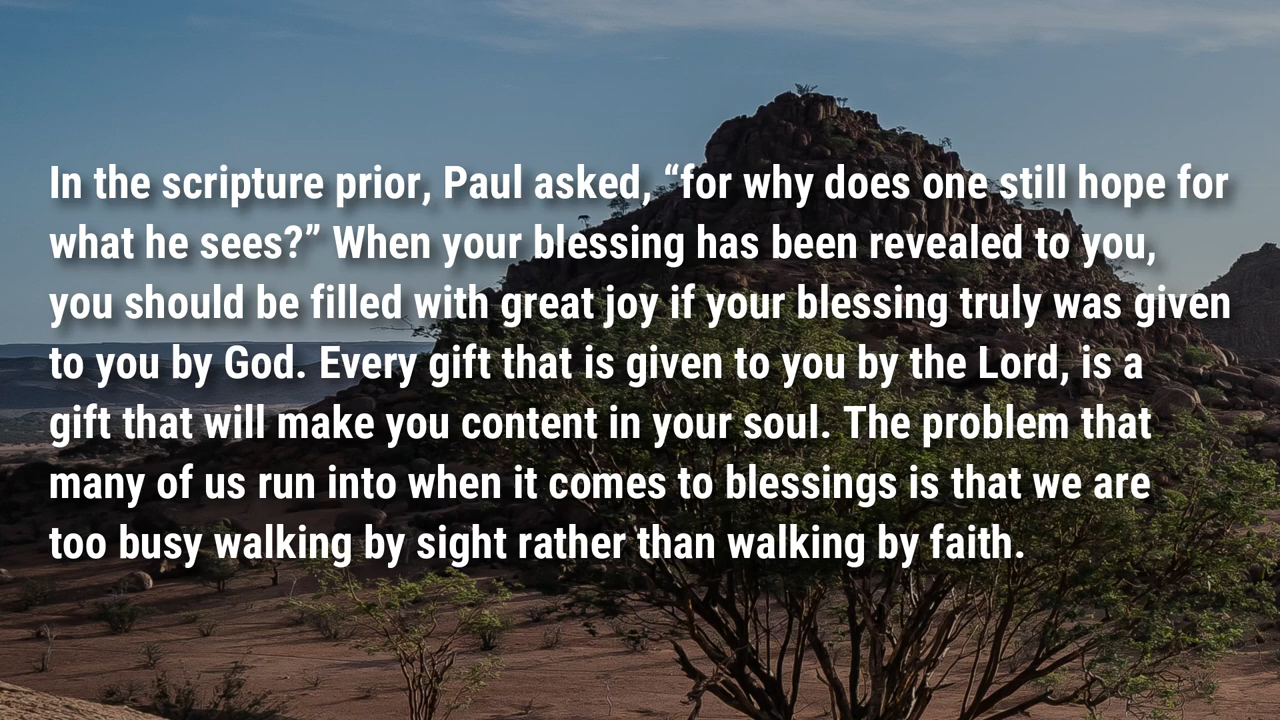 In the scripture prior, Paul asked, “for why does one still hope for
what he sees?” When your blessing has been revealed to you,
you should be filled with great joy if your blessing truly was given
to you by God. Every gift that is given to you by the Lord, is a
gift that will make you content in your soul. The problem that
many of us run into when it comes to blessings is that we are
too busy walking by sight rather than walking by faith.